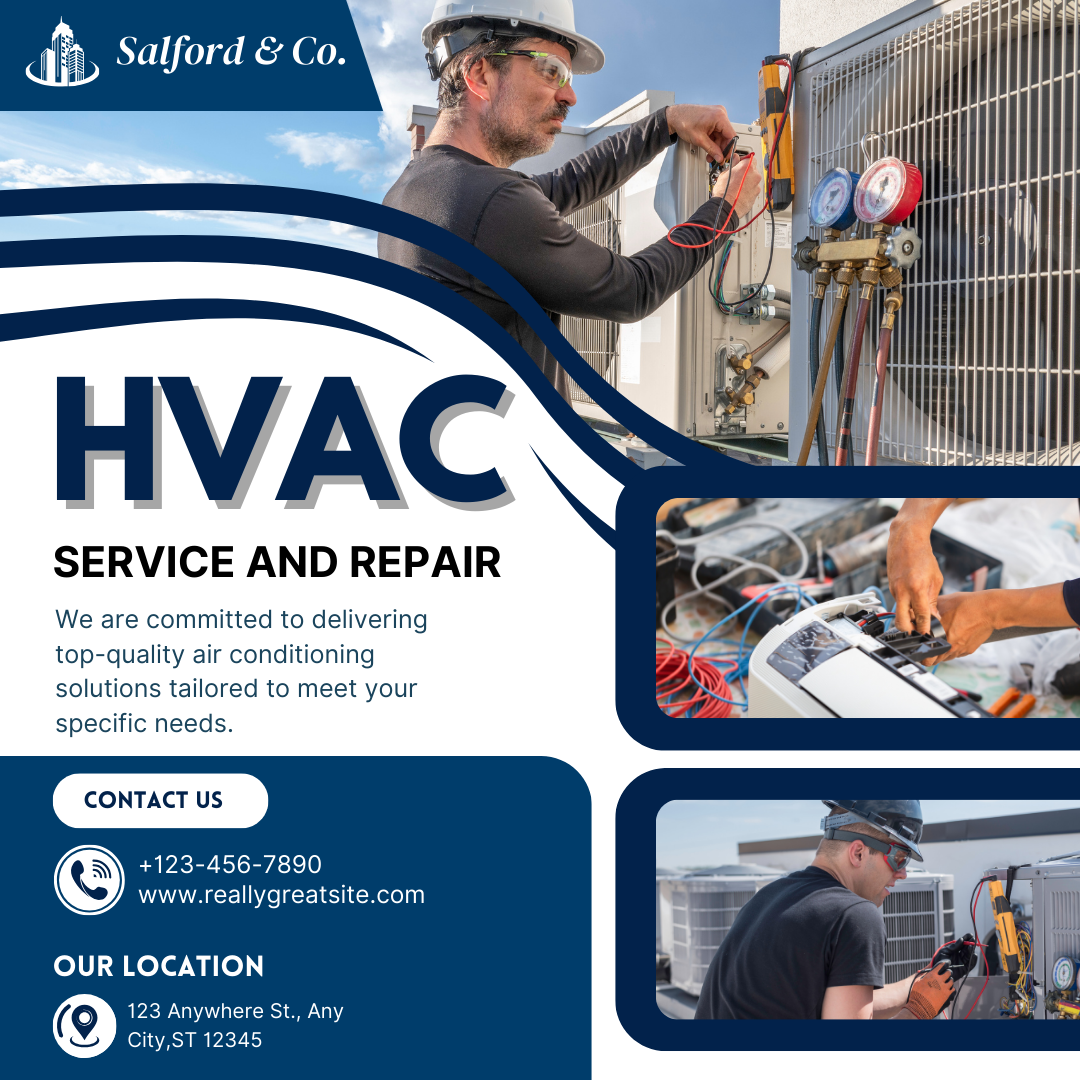 Salford & Co.
HVAC
SERVICE AND REPAIR
We are committed to delivering
top-quality air conditioning
solutions tailored to meet your
specific needs.
CONTACT US
+123-456-7890
www.reallygreatsite.com
OUR LOCATION
123 Anywhere St., Any
City,ST 12345